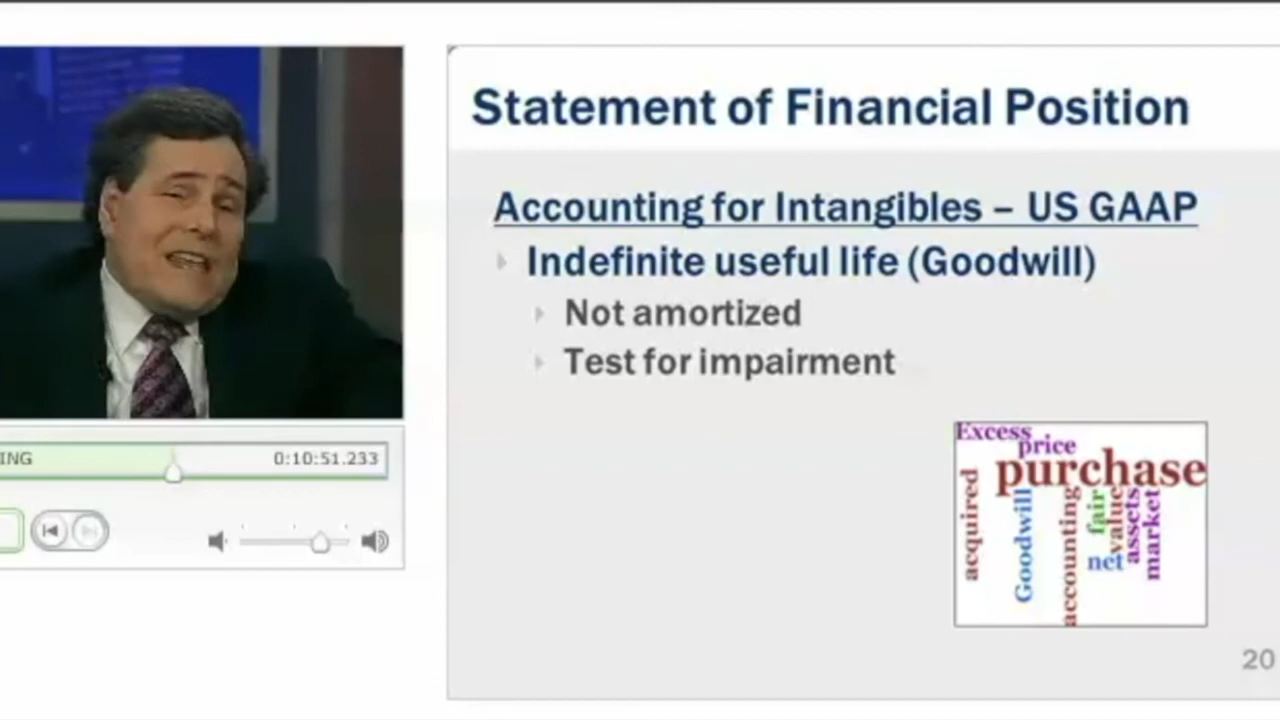 Statement of Financial Position
Accounting for Intangibles – US GAAP
Indefinite useful life (Goodwill)
Not amortized
Test for impairment
ING
0:10:51.233
Excess
price
purchase
acquired
Goodwill
accounting
fair
value
net
assets
market
20